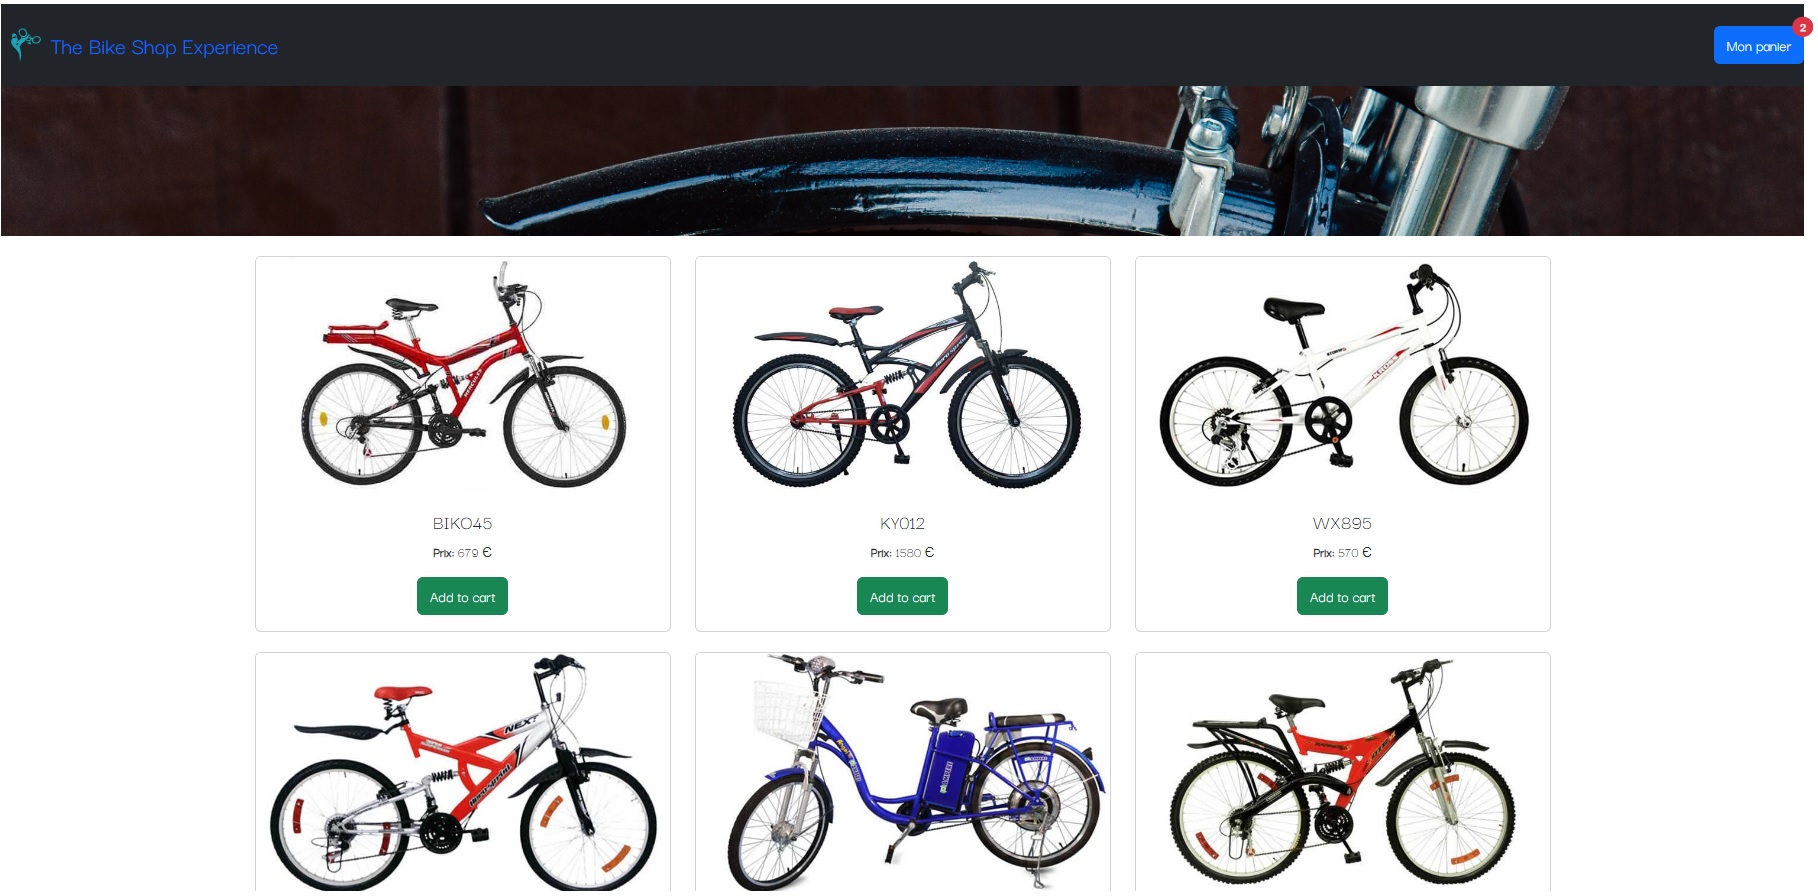 The Bike Shop Experience
Mon panier
2
BIKO45
Prix: 679 €
Add to cart
KY012
Prix: 1580 €
Add to cart
WX895
Prix: 570 €
Add to cart
NEXT